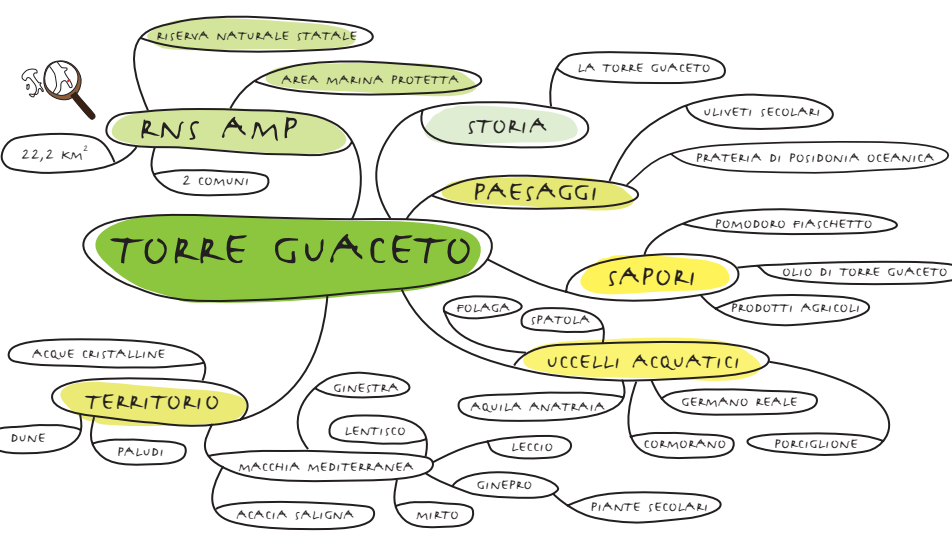 RISERVA NATURALE STATALE
AREA MARINA PROTETTA
RNS AMP
22,2 KM²
2 COMUNI
LA TORRE GUACETO
STORIA
ULIVETI SECOLARI
PRATERIA DI POSIDONIA OCEANICA
PAESAGGI
TORRE GUACETO
POMODORO FIASCHETTO
SAPORI
OLIO DI TORRE GUACETO
PRODOTTI AGRICOLI
FOLAGA
SPATOLA
UCCELLI ACQUATICI
AQUILA ANATRAIA
GERMANO REALE
CORMORANO
PORCIGLIONE
ACQUE CRISTALLINE
TERRITORIO
DUNE
PALUDI
GINESTRA
LENTISCO
MACCHIA MEDITERRANEA
LECCIO
GINEPRO
PIANTE SECOLARI
ACACIA SALIGNA
MIRTO